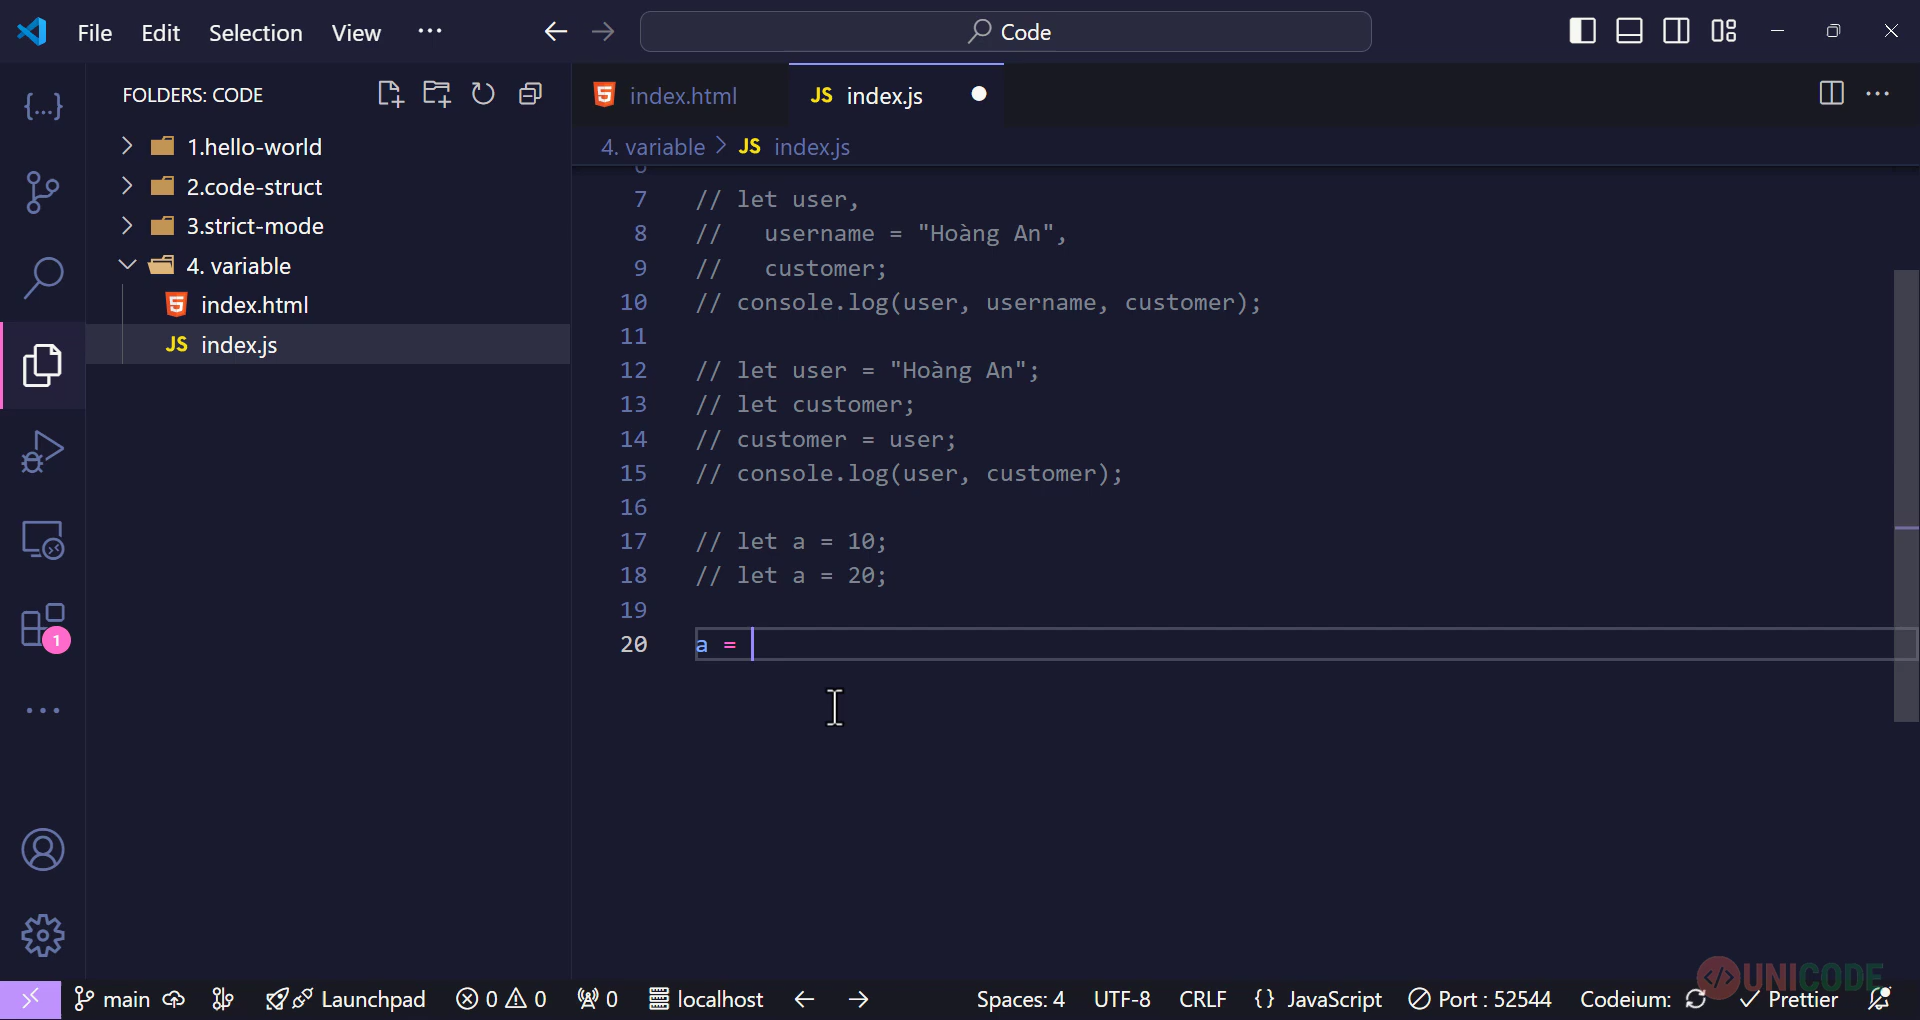 File Edit Selection View ··· Code
FOLDERS: CODE
1.hello-world
2.code-struct
3.strict-mode
4. variable
index.html
JS index.js
1
index.html JS index.js
4. variable > JS index.js
7 // let user,
8 //   username = "Hoàng An",
9 //   customer;
10 // console.log(user, username, customer);
11
12 // let user = "Hoàng An";
13 // let customer;
14 // customer = user;
15 // console.log(user, customer);
16
17 // let a = 10;
18 // let a = 20;
19
20 a =
UNICODE
main Launchpad 0 0 0 localhost Spaces: 4 UTF-8 CRLF {} JavaScript Port : 52544 Codeium: Prettier